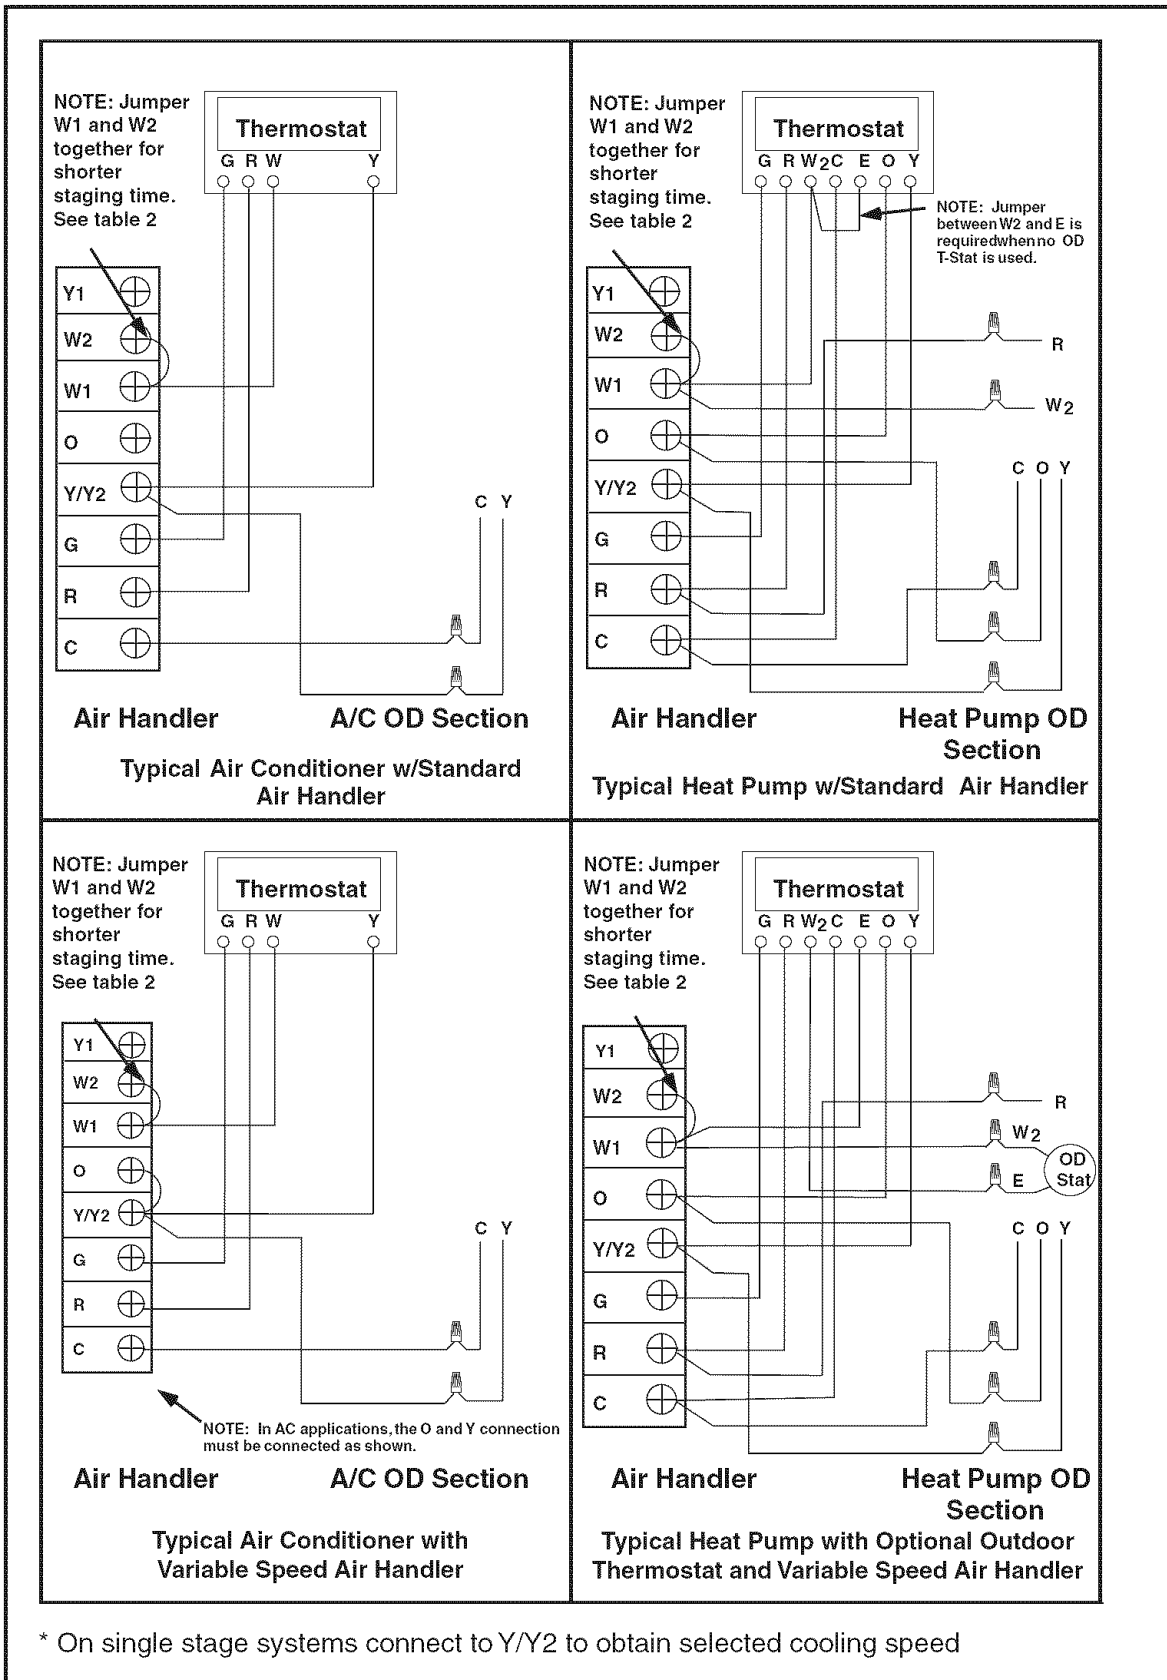 NOTE: Jumper
W1 and W2
together for
shorter
staging time.
See table 2
Thermostat
G R W Y
Y1
W2
W1
O
Y/Y2
G
R
C
C Y
Air Handler
A/C OD Section
Typical Air Conditioner w/Standard
Air Handler
NOTE: Jumper
W1 and W2
together for
shorter
staging time.
See table 2
Thermostat
G R W2 C E O Y
NOTE: Jumper
between W2 and E is
requiredwhen no OD
T-Stat is used.
Y1
W2
W1
O
Y/Y2
G
R
C
R
W2
C O Y
Air Handler
Heat Pump OD
Section
Typical Heat Pump w/Standard Air Handler
NOTE: Jumper
W1 and W2
together for
shorter
staging time.
See table 2
Thermostat
G R W Y
Y1
W2
W1
O
Y/Y2
G
R
C
C Y
NOTE: In AC applications, the O and Y connection
must be connected as shown.
Air Handler
A/C OD Section
Typical Air Conditioner with
Variable Speed Air Handler
NOTE: Jumper
W1 and W2
together for
shorter
staging time.
See table 2
Thermostat
G R W2 C E O Y
Y1
W2
W1
O
Y/Y2
G
R
C
R
W2
E
OD
Stat
C O Y
Air Handler
Heat Pump OD
Section
Typical Heat Pump with Optional Outdoor
Thermostat and Variable Speed Air Handler
* On single stage systems connect to Y/Y2 to obtain selected cooling speed